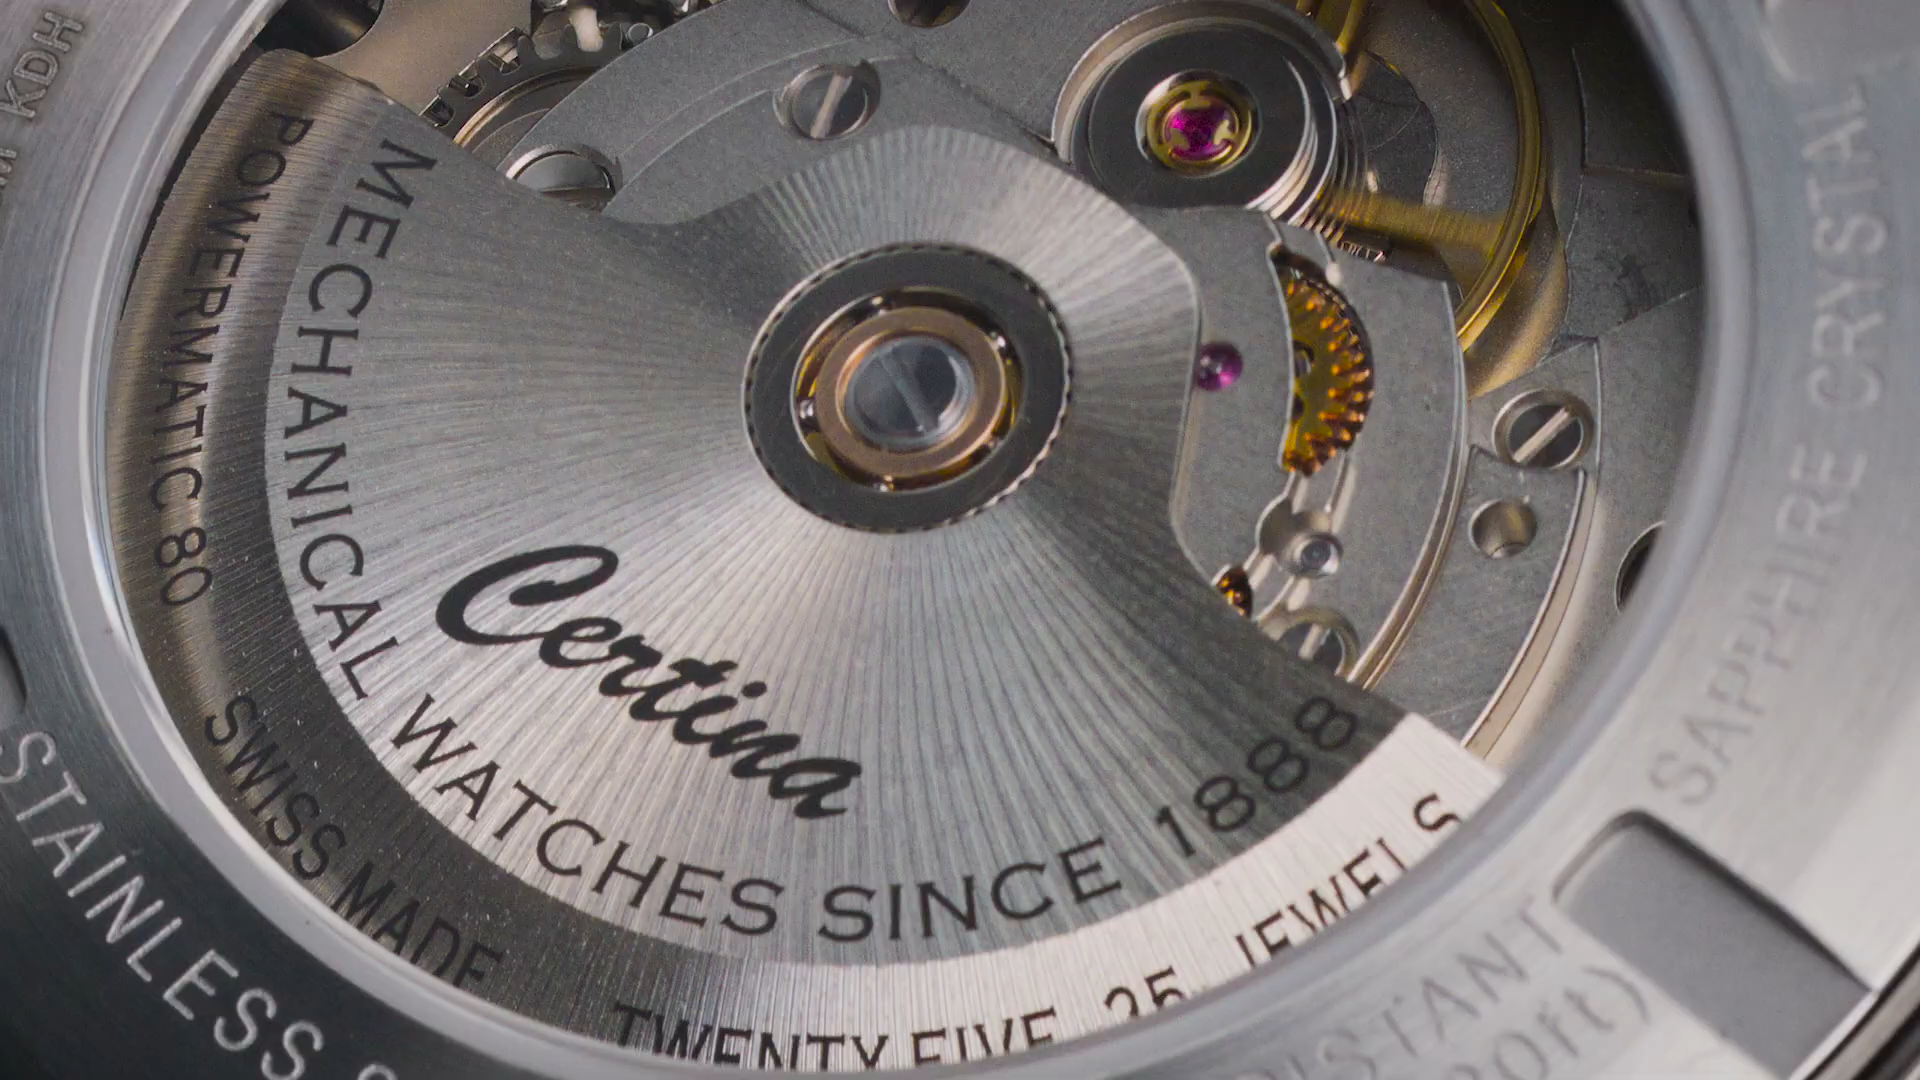 POWERMATIC 80
SWISS MADE
TWENTY FIVE 25 JEWELS
MECHANICAL WATCHES SINCE 1888
Certina
KDH
STAINLESS
SAPPHIRE CRYSTAL